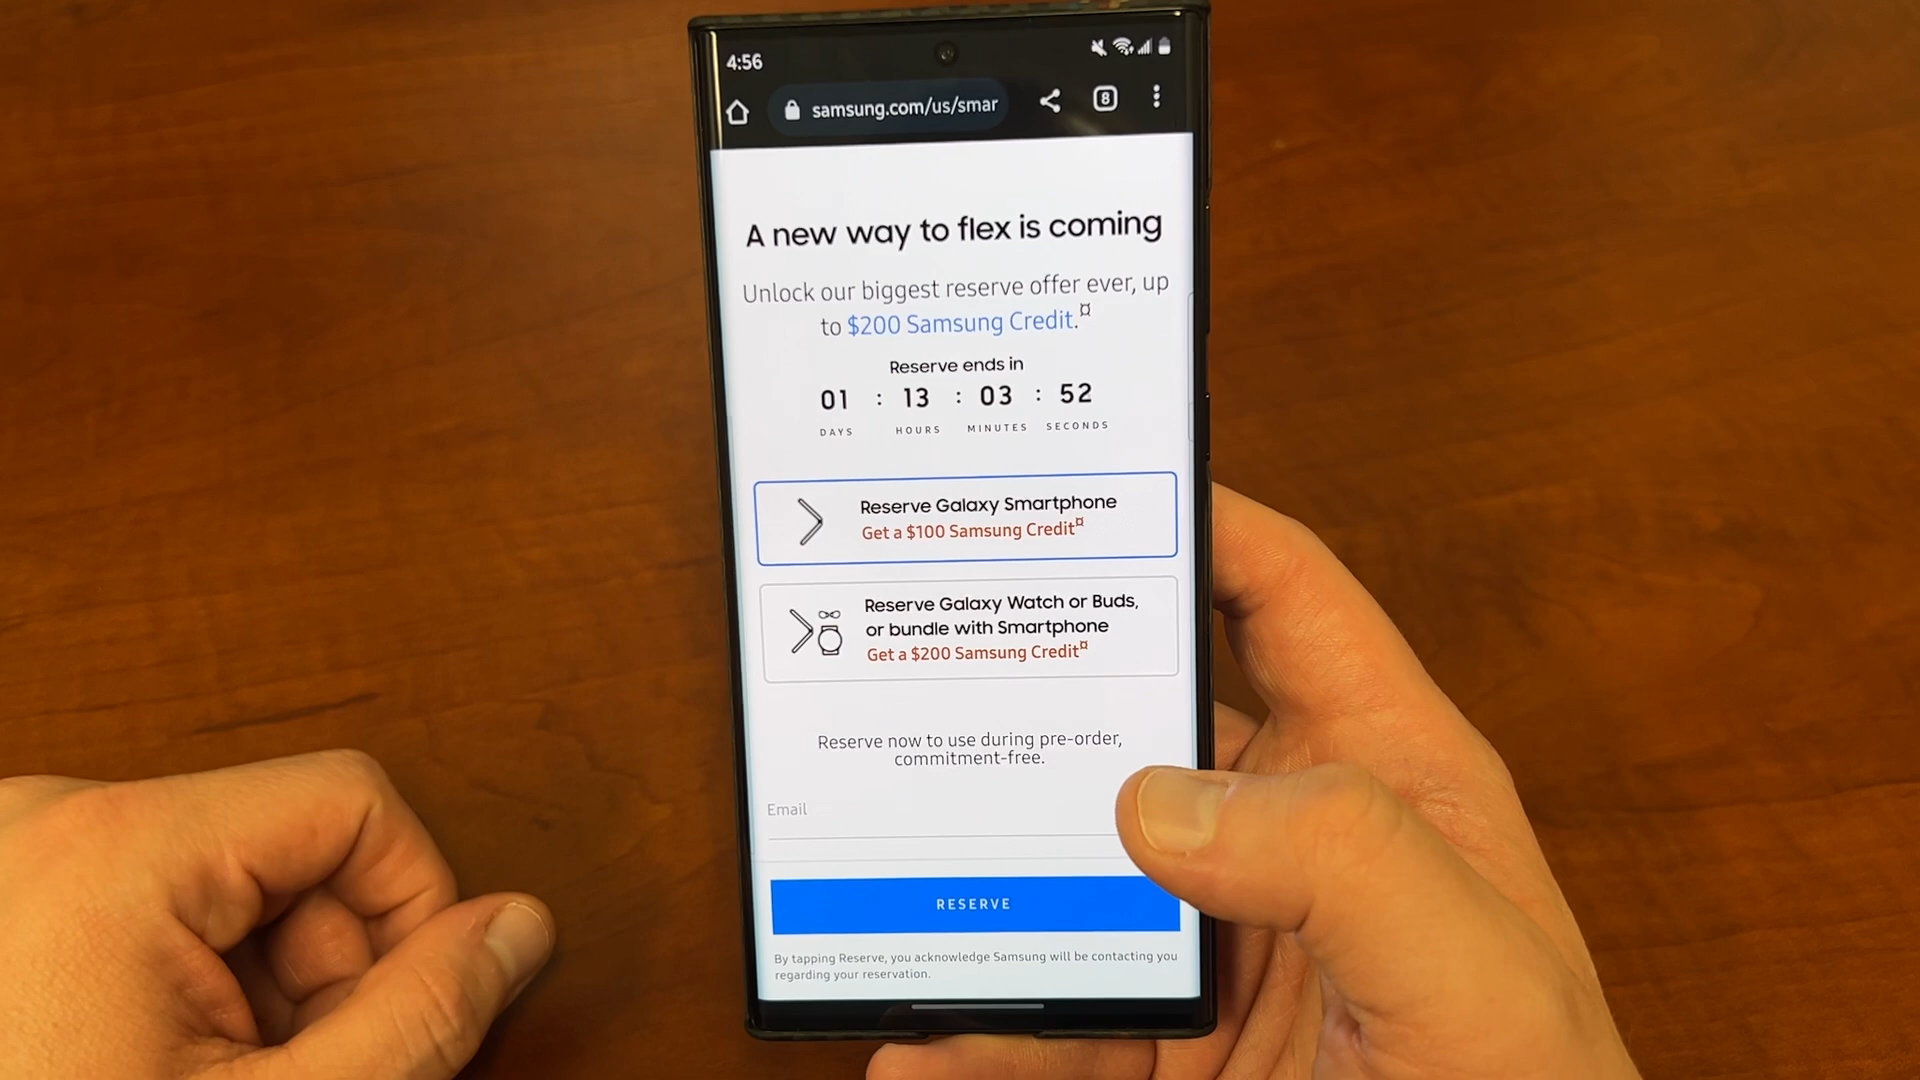 4:56
samsung.com/us/smar
8
A new way to flex is coming
Unlock our biggest reserve offer ever, up
to $200 Samsung Credit.¤
Reserve ends in
01 : 13 : 03 : 52
DAYS HOURS MINUTES SECONDS
Reserve Galaxy Smartphone
Get a $100 Samsung Credit¤
Reserve Galaxy Watch or Buds,
or bundle with Smartphone
Get a $200 Samsung Credit¤
Reserve now to use during pre-order,
commitment-free.
Email
RESERVE
By tapping Reserve, you acknowledge Samsung will be contacting you
regarding your reservation.